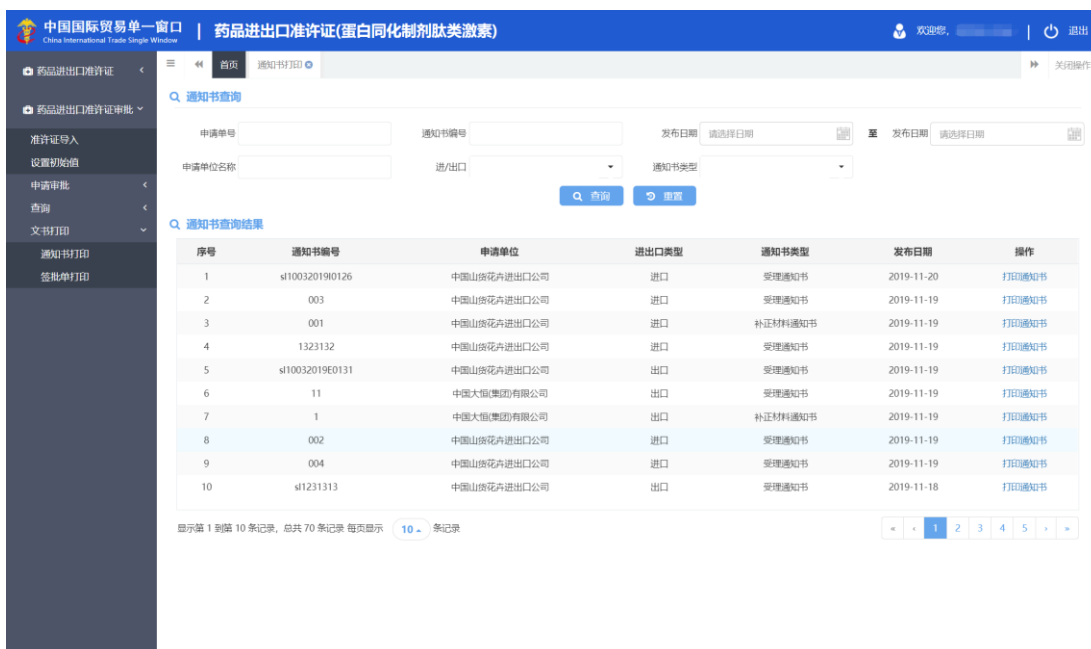 中国国际贸易单一窗口 | 药品进出口准许证(蛋白同化制剂肽类激素) 欢迎您, | 退出
China International Trade Single Window
药品进出口准许证
首页 通知书打印 关闭操作
药品进出口准许证审批
准许证导入
设置初始值
申请审批
查询
文书打印
通知书打印
签批单打印
通知书查询
申请单号 通知书编号 发布日期 请选择日期 至 发布日期 请选择日期
申请单位名称 进/出口 通知书类型
查询 重置
通知书查询结果
序号 通知书编号 申请单位 进出口类型 通知书类型 发布日期 操作
1 sl10032019I0126 中国山货花卉进出口公司 进口 受理通知书 2019-11-20 打印通知书
2 003 中国山货花卉进出口公司 进口 受理通知书 2019-11-19 打印通知书
3 001 中国山货花卉进出口公司 进口 补正材料通知书 2019-11-19 打印通知书
4 1323132 中国山货花卉进出口公司 进口 受理通知书 2019-11-19 打印通知书
5 sl10032019E0131 中国山货花卉进出口公司 出口 受理通知书 2019-11-19 打印通知书
6 11 中国大恒(集团)有限公司 出口 受理通知书 2019-11-19 打印通知书
7 1 中国大恒(集团)有限公司 出口 补正材料通知书 2019-11-19 打印通知书
8 002 中国山货花卉进出口公司 进口 受理通知书 2019-11-19 打印通知书
9 004 中国山货花卉进出口公司 进口 受理通知书 2019-11-19 打印通知书
10 sl1231313 中国山货花卉进出口公司 出口 受理通知书 2019-11-18 打印通知书
显示第 1 到第 10 条记录，总共 70 条记录 每页显示 10 条记录 « ‹ 1 2 3 4 5 › »